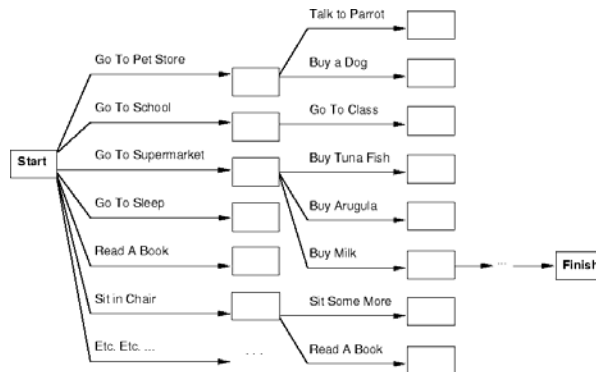 Talk to Parrot
Go To Pet Store
Buy a Dog
Go To School
Go To Class
Start
Go To Supermarket
Buy Tuna Fish
Go To Sleep
Buy Arugula
Read A Book
Buy Milk
...
Finish
Sit in Chair
Sit Some More
Etc. Etc. ...
. . .
Read A Book